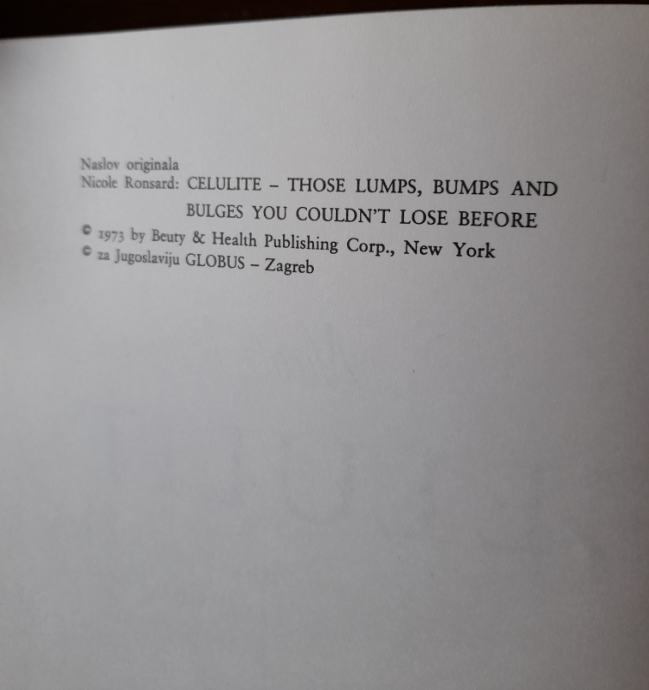 Naslov originala
Nicole Ronsard: CELULITE – THOSE LUMPS, BUMPS AND
BULGES YOU COULDN'T LOSE BEFORE
© 1973 by Beuty & Health Publishing Corp., New York
© za Jugoslaviju GLOBUS – Zagreb